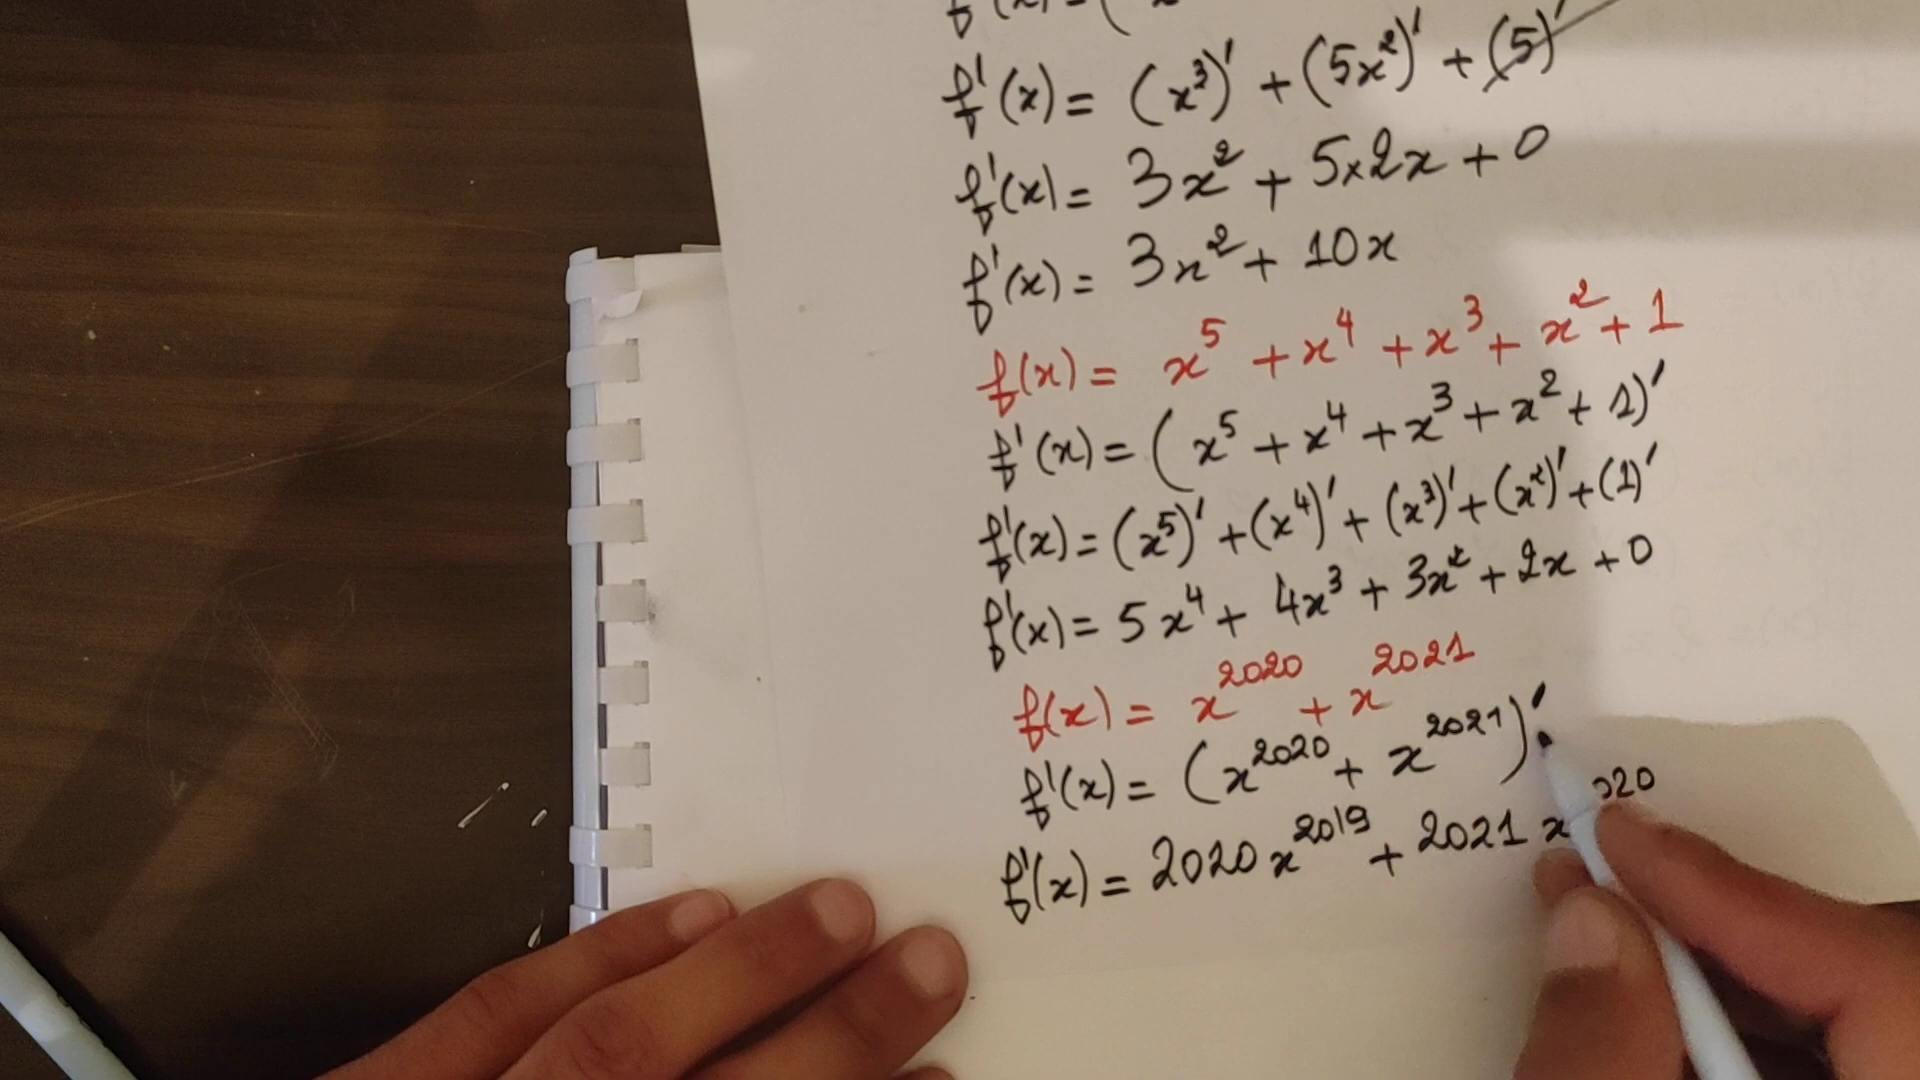 f'(x) = (x
f'(x) = (x³)' + (5x²)' + (5)'
f'(x) = 3x² + 5×2x + 0
f'(x) = 3x² + 10x
f(x) = x⁵ + x⁴ + x³ + x² + 1
f'(x) = (x⁵ + x⁴ + x³ + x² + 1)'
f'(x) = (x⁵)' + (x⁴)' + (x³)' + (x²)' + (1)'
f'(x) = 5x⁴ + 4x³ + 3x² + 2x + 0
f(x) = x²⁰²⁰ + x²⁰²¹
f'(x) = (x²⁰²⁰ + x²⁰²¹)'
f'(x) = 2020x²⁰¹⁹ + 2021x ⁰²⁰